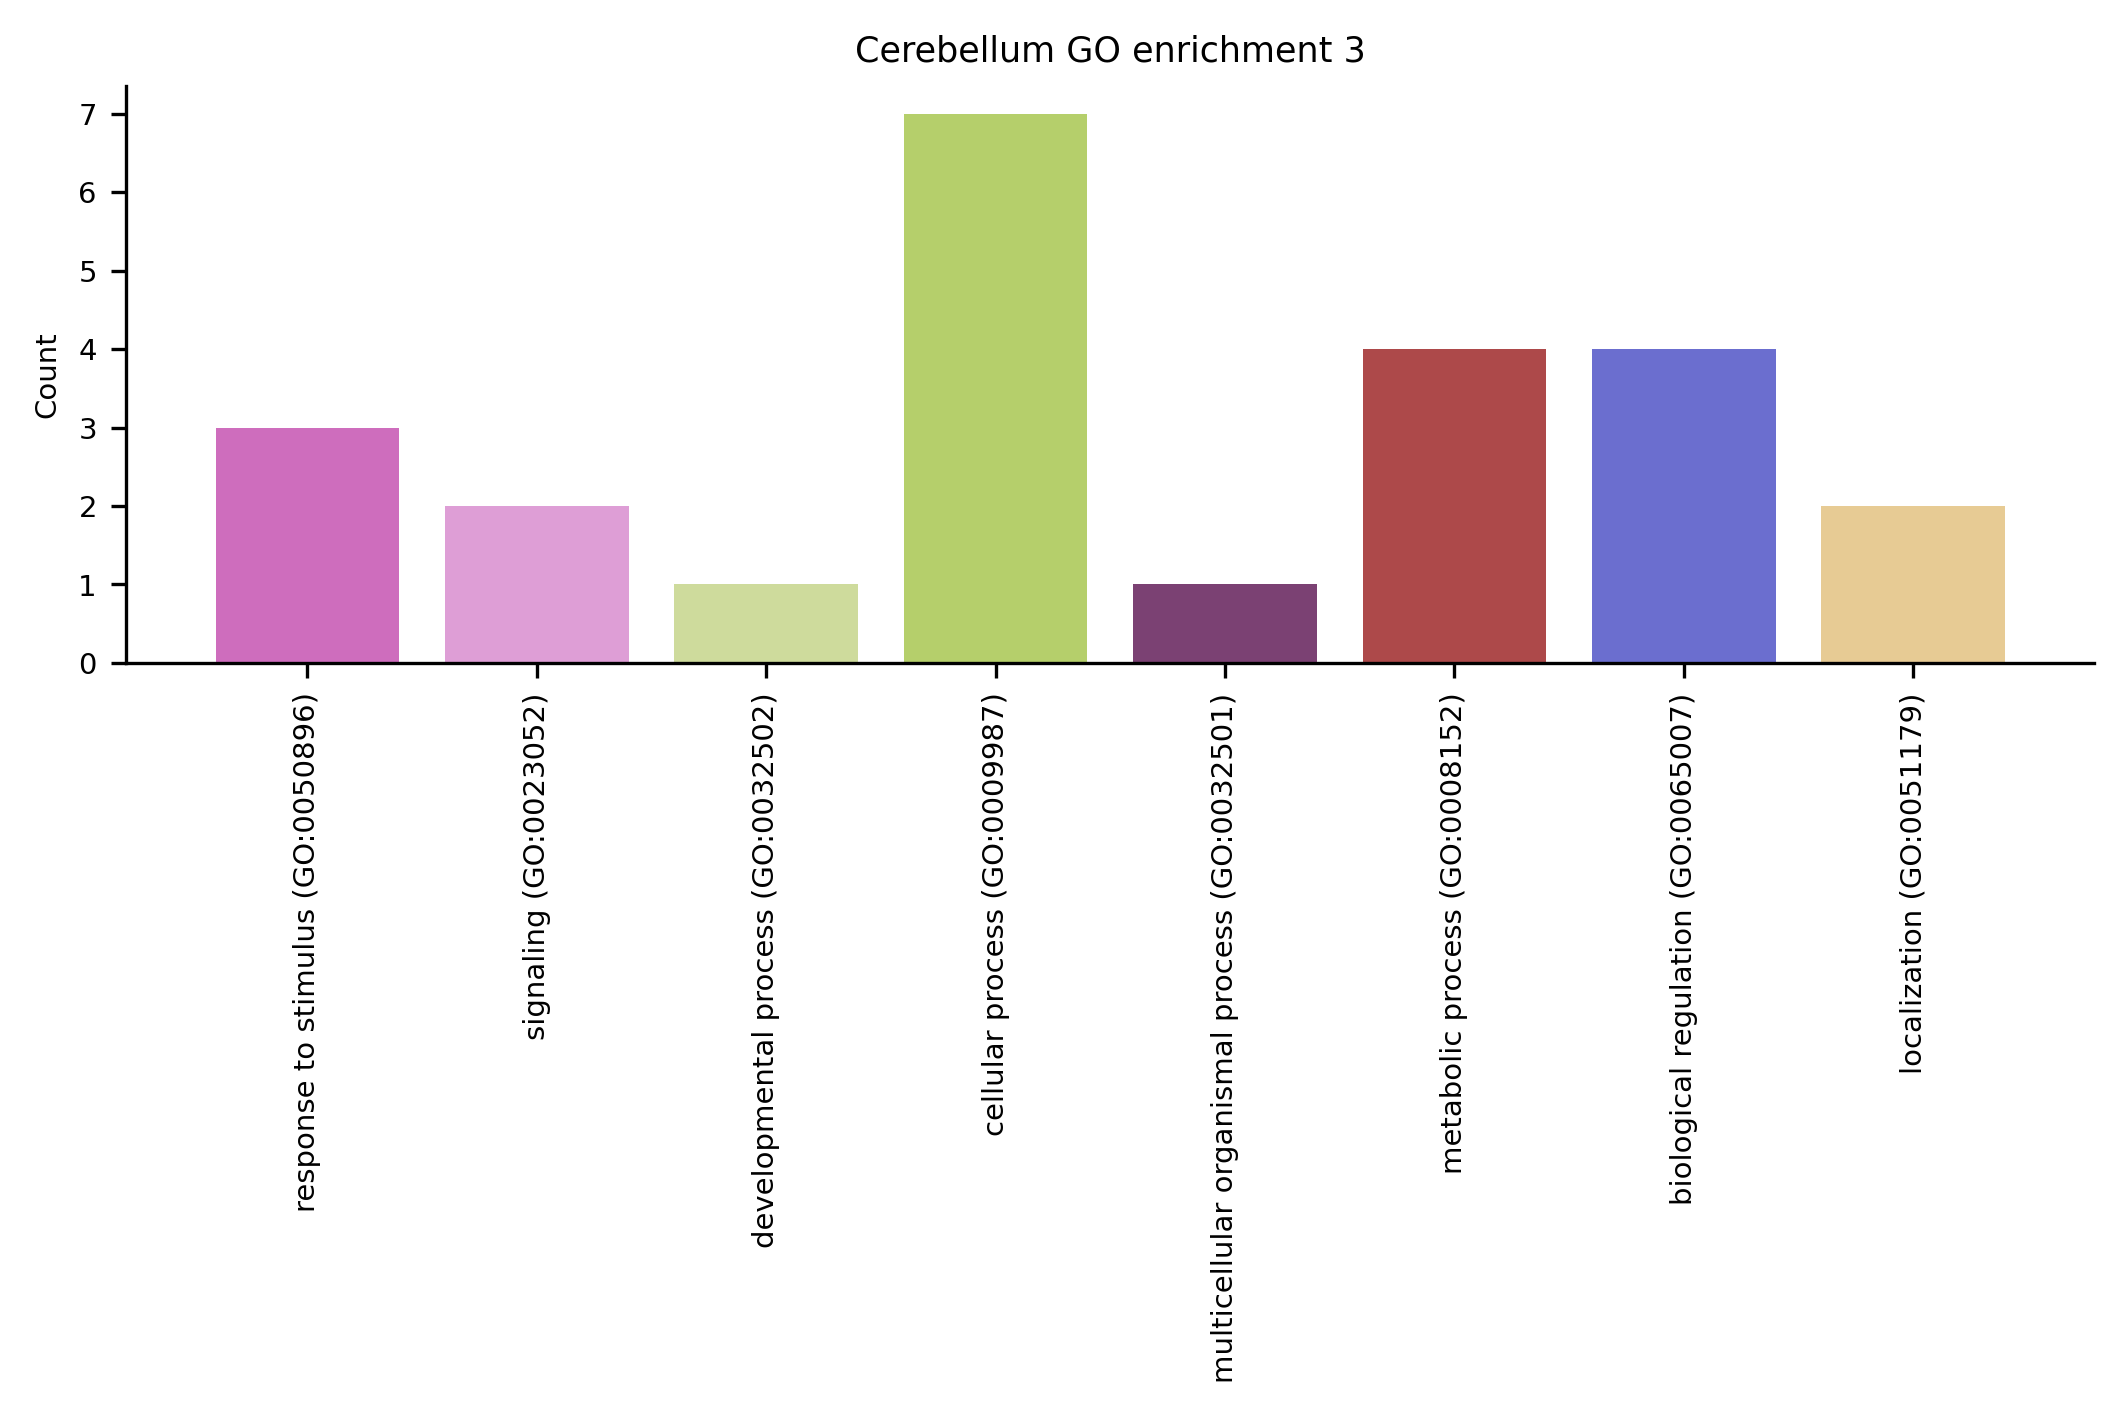 Cerebellum GO enrichment 3
Count
7
6
5
4
3
2
1
0
response to stimulus (GO:0050896)
signaling (GO:0023052)
developmental process (GO:0032502)
cellular process (GO:0009987)
multicellular organismal process (GO:0032501)
metabolic process (GO:0008152)
biological regulation (GO:0065007)
localization (GO:0051179)